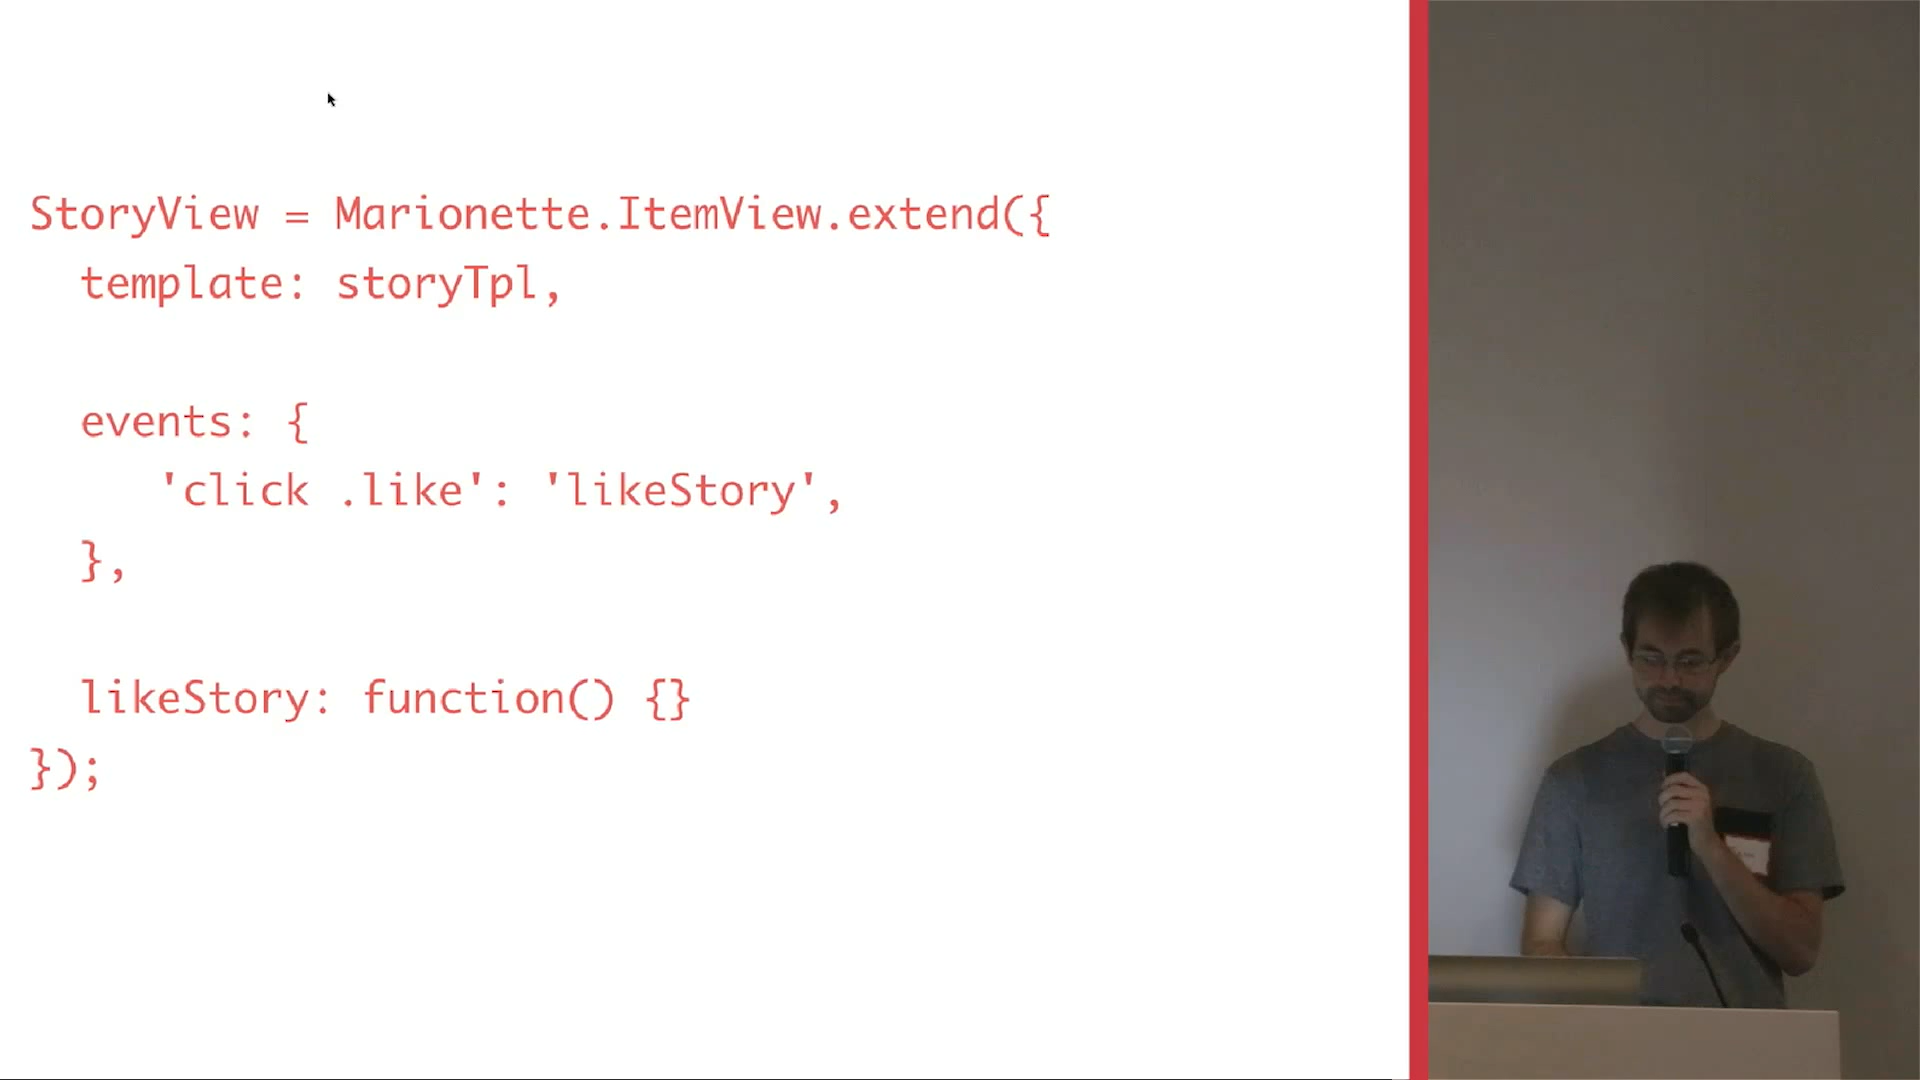 StoryView = Marionette.ItemView.extend({
template: storyTpl,
events: {
'click .like': 'likeStory',
},
likeStory: function() {}
});